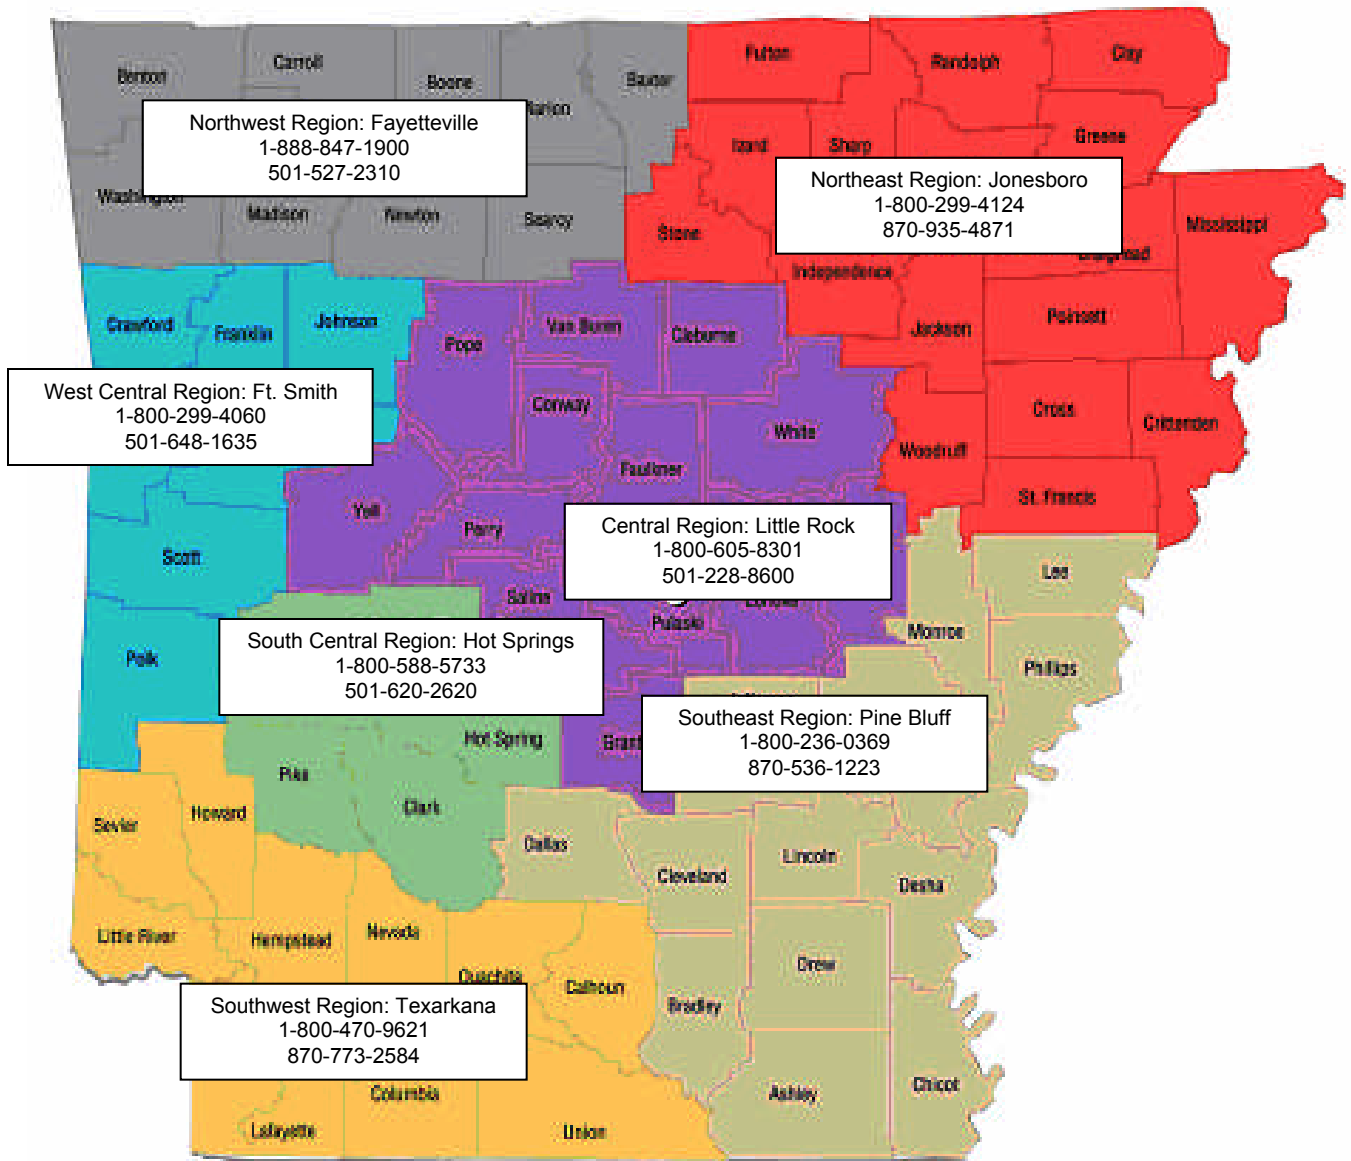 Fulton
Randolph
Clay
Benton
Carroll
Boone
Baxter
Marion
Northwest Region: Fayetteville
1-888-847-1900
501-527-2310
Izard
Sharp
Greene
Northeast Region: Jonesboro
1-800-299-4124
870-935-4871
Washington
Madison
Newton
Searcy
Stone
Mississippi
Craighead
Independence
Crawford
Franklin
Johnson
Pope
Van Buren
Cleburne
Jackson
Poinsett
West Central Region: Ft. Smith
1-800-299-4060
501-648-1635
Conway
White
Cross
Crittenden
Woodruff
Faulkner
St. Francis
Yell
Perry
Central Region: Little Rock
1-800-605-8301
501-228-8600
Scott
Lee
Saline
Lonoke
Pulaski
Monroe
South Central Region: Hot Springs
1-800-588-5733
501-620-2620
Polk
Phillips
Southeast Region: Pine Bluff
1-800-236-0369
870-536-1223
Hot Spring
Grant
Pike
Clark
Howard
Sevier
Dallas
Cleveland
Lincoln
Desha
Little River
Hempstead
Nevada
Ouachita
Calhoun
Drew
Bradley
Southwest Region: Texarkana
1-800-470-9621
870-773-2584
Columbia
Ashley
Chicot
Lafayette
Union